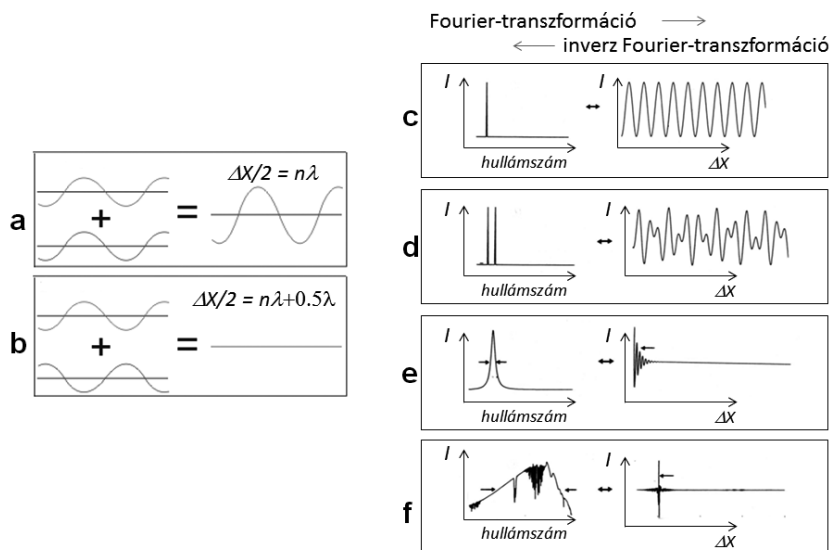 Fourier-transzformáció →
← inverz Fourier-transzformáció
a
+
=
ΔX/2 = nλ
b
+
=
ΔX/2 = nλ+0.5λ
c
I
hullámszám
I
ΔX
d
I
hullámszám
I
ΔX
e
I
hullámszám
I
ΔX
f
I
hullámszám
I
ΔX